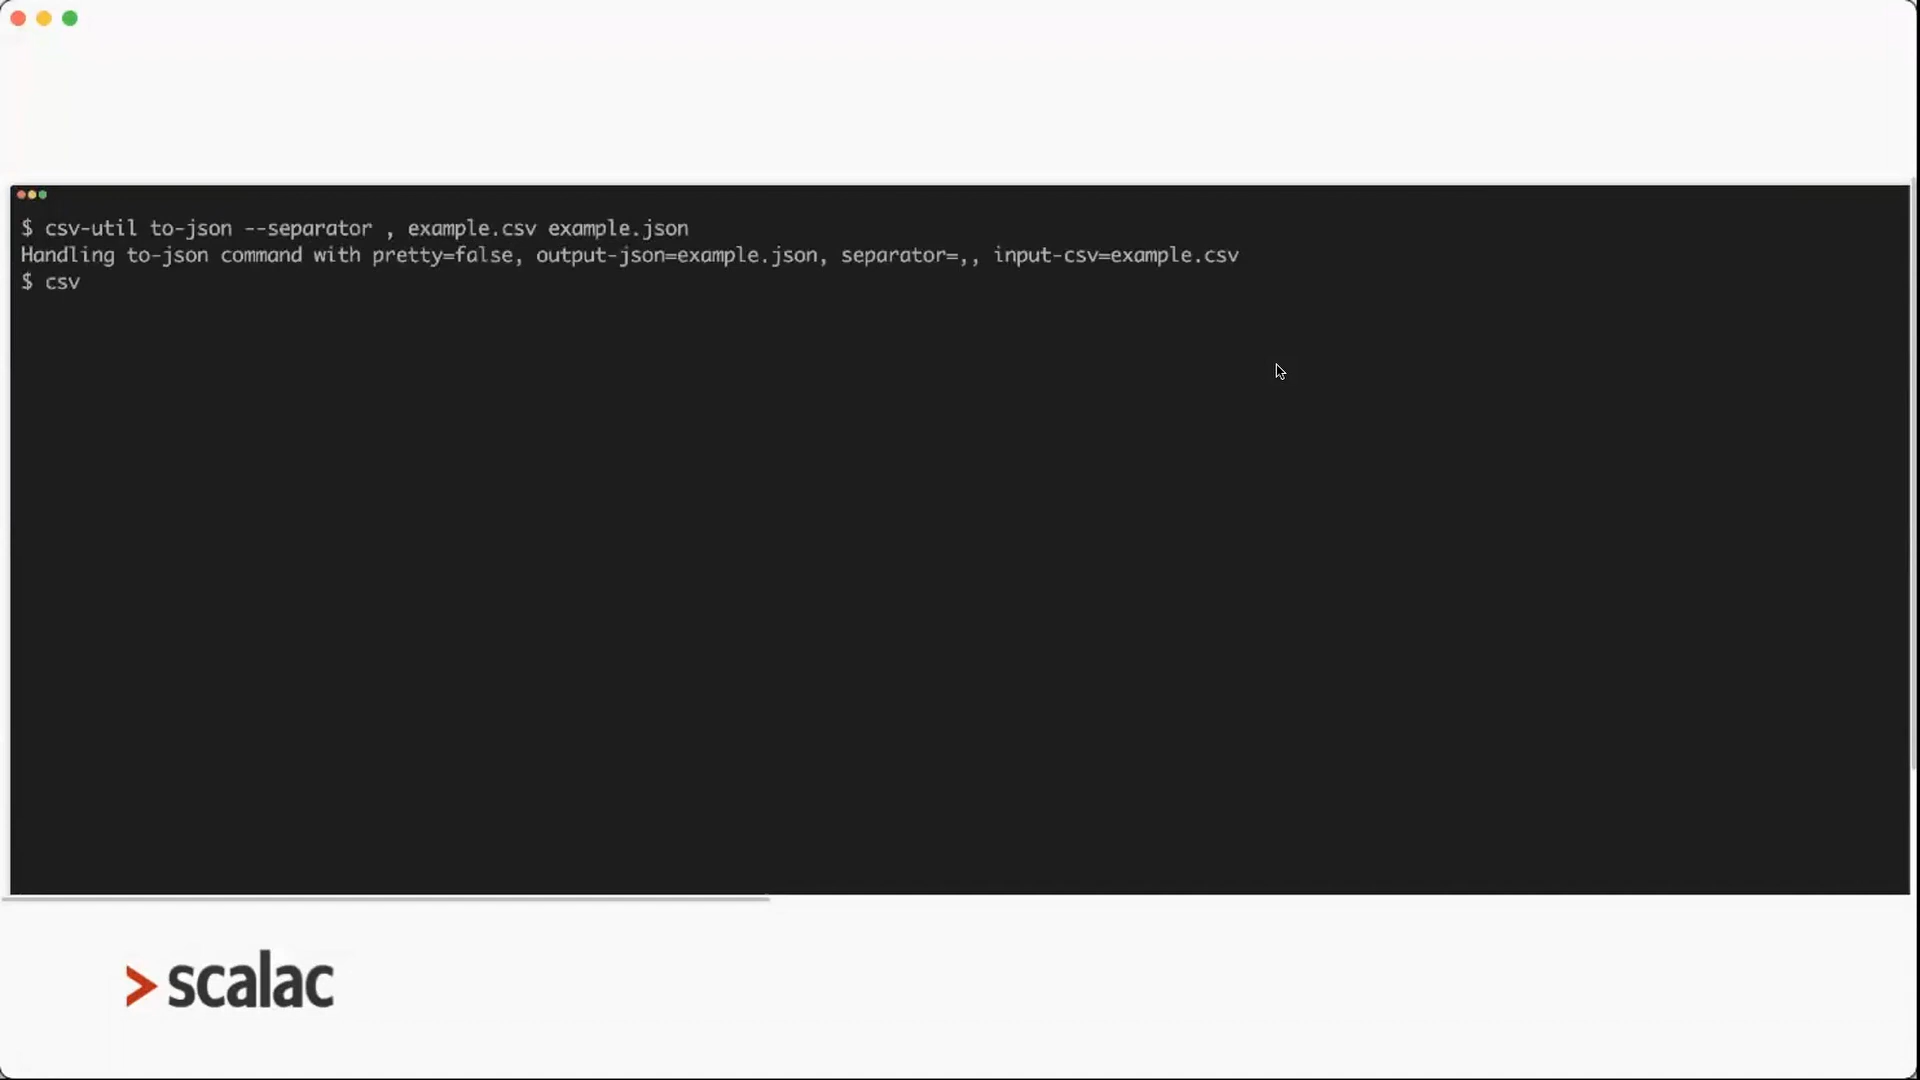 $ csv-util to-json --separator , example.csv example.json
Handling to-json command with pretty=false, output-json=example.json, separator=,, input-csv=example.csv
$ csv
> scalac